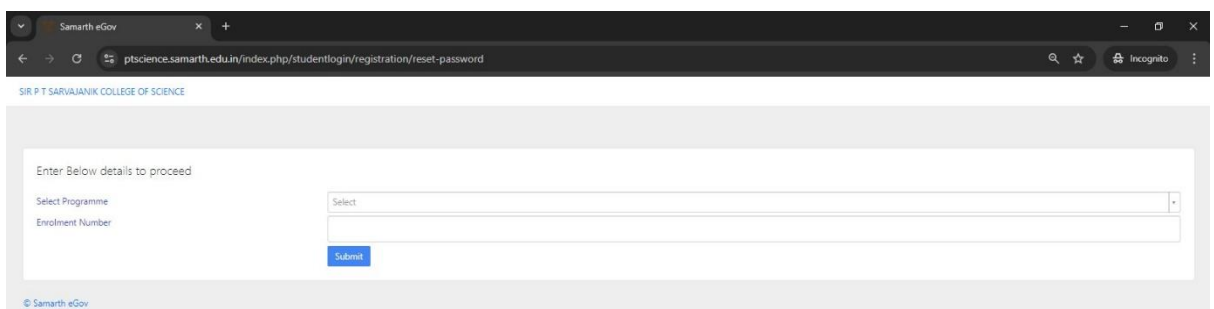 Samarth eGov
ptscience.samarth.edu.in/index.php/studentlogin/registration/reset-password
Incognito
SIR P T SARVAJANIK COLLEGE OF SCIENCE
Enter Below details to proceed
Select Programme
Select
Enrolment Number
Submit
© Samarth eGov